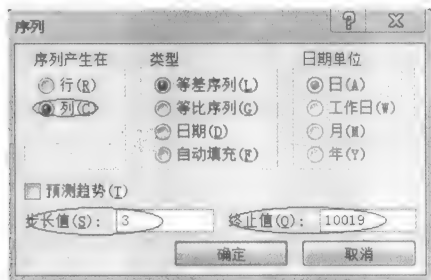 序列
序列产生在 类型 日期单位
行(R) 等差序列(L) 日(A)
列(C) 等比序列(G) 工作日(W)
日期(D) 月(M)
自动填充(F) 年(Y)
预测趋势(T)
步长值(S): 3 终止值(O): 10019
确定 取消